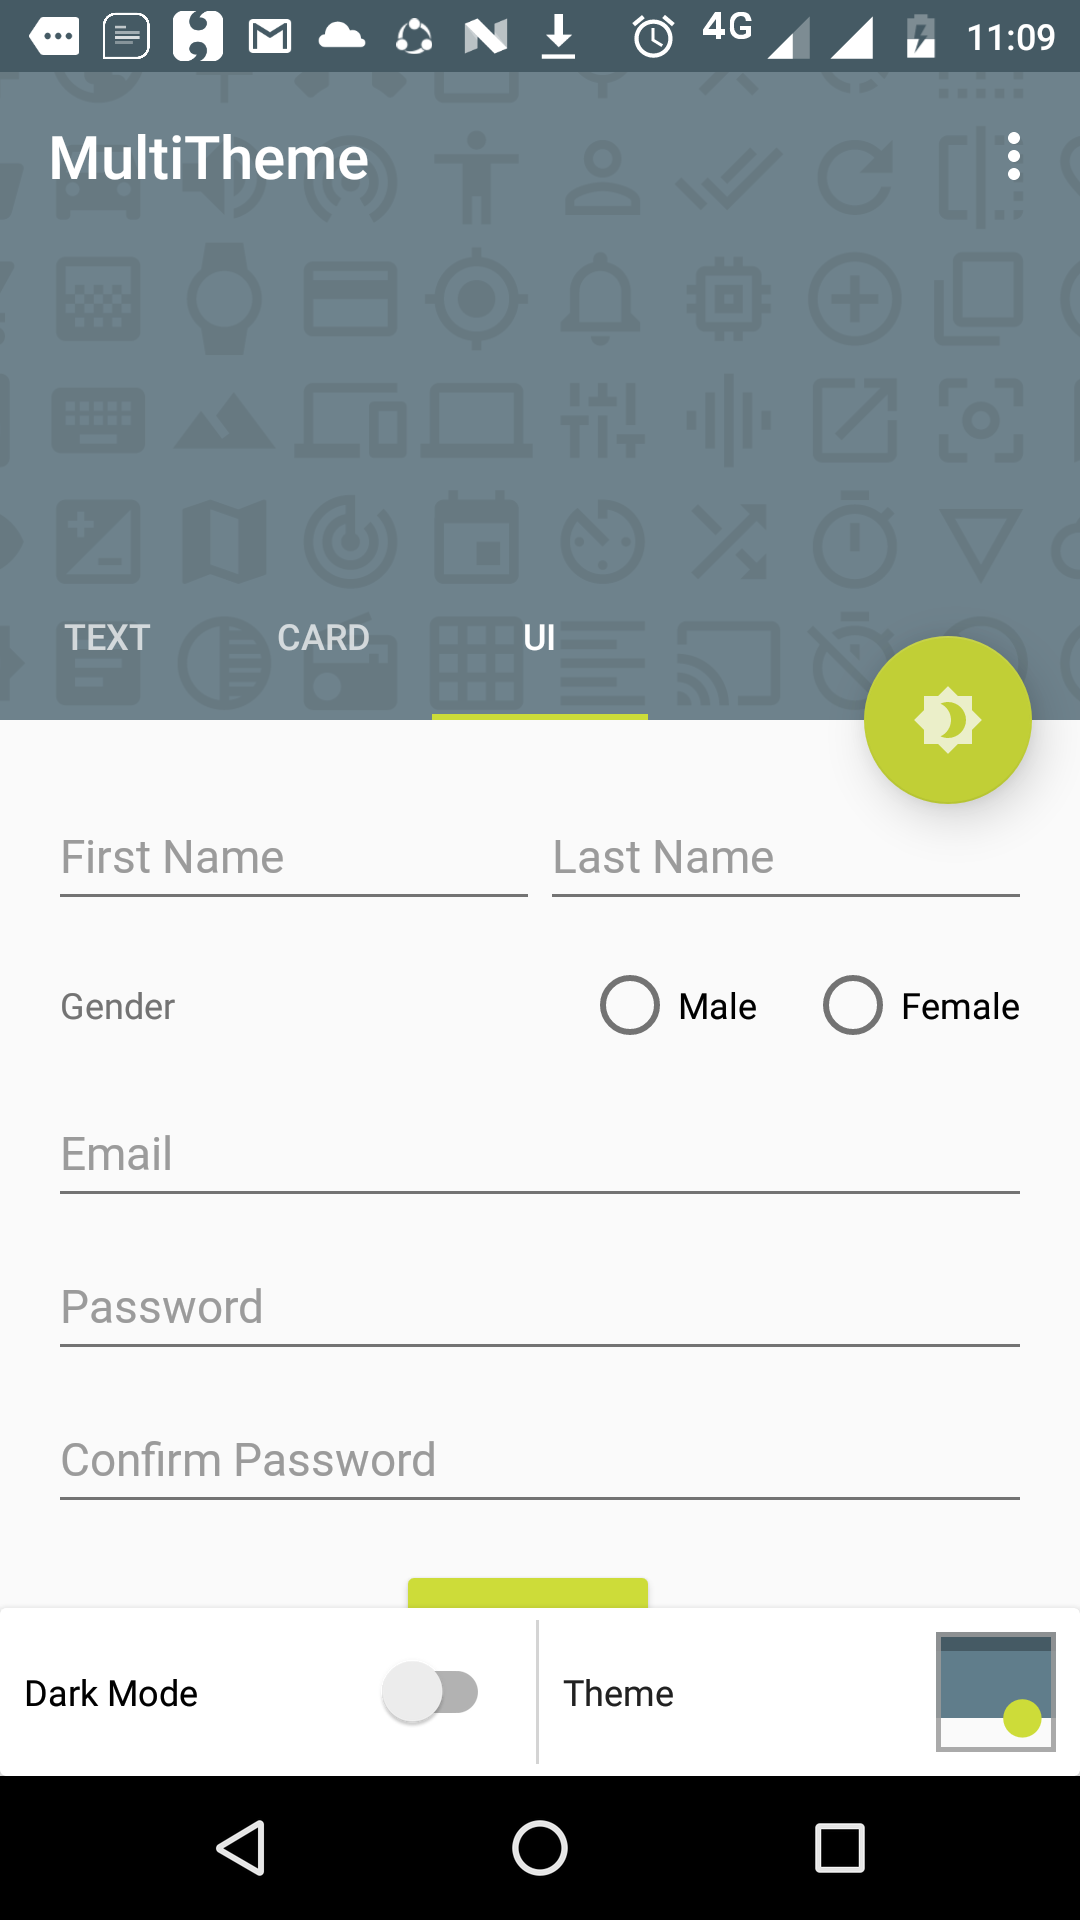 4G 11:09
MultiTheme
TEXT CARD UI
First Name Last Name
Gender Male Female
Email
Password
Confirm Password
Dark Mode Theme